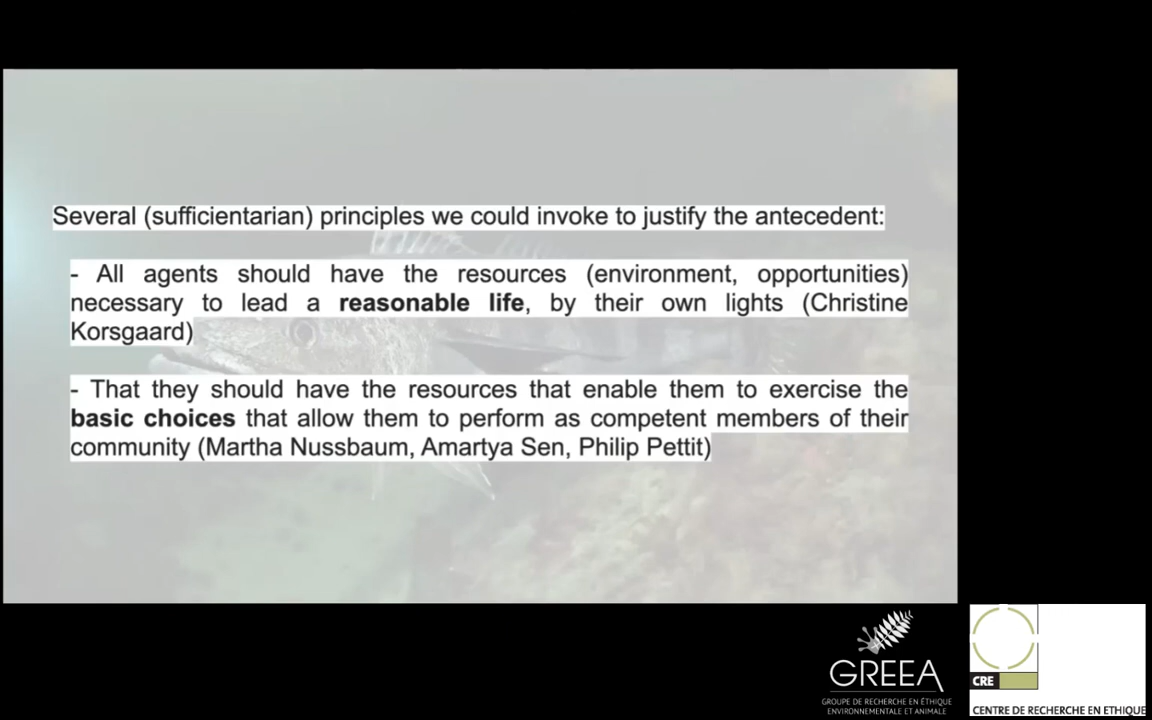 Several (sufficientarian) principles we could invoke to justify the antecedent:
- All agents should have the resources (environment, opportunities)
necessary to lead a reasonable life, by their own lights (Christine
Korsgaard)
- That they should have the resources that enable them to exercise the
basic choices that allow them to perform as competent members of their
community (Martha Nussbaum, Amartya Sen, Philip Pettit)
GREEA
GROUPE DE RECHERCHE EN ÉTHIQUE
ENVIRONNEMENTALE ET ANIMALE
CRE
CENTRE DE RECHERCHE EN ETHIQUE